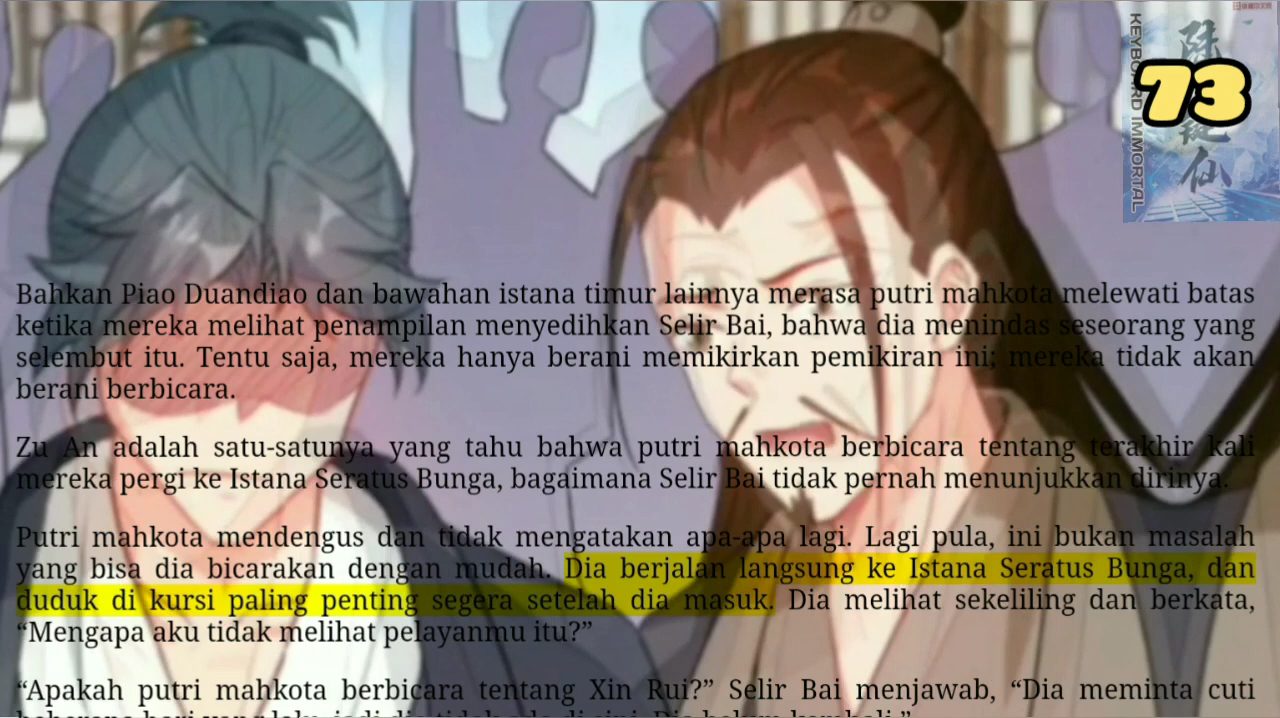 KEYBOARD IMMORTAL
73
仙
Bahkan Piao Duandiao dan bawahan istana timur lainnya merasa putri mahkota melewati batas
ketika mereka melihat penampilan menyedihkan Selir Bai, bahwa dia menindas seseorang yang
selembut itu. Tentu saja, mereka hanya berani memikirkan pemikiran ini; mereka tidak akan
berani berbicara.
Zu An adalah satu-satunya yang tahu bahwa putri mahkota berbicara tentang terakhir kali
mereka pergi ke Istana Seratus Bunga, bagaimana Selir Bai tidak pernah menunjukkan dirinya.
Putri mahkota mendengus dan tidak mengatakan apa-apa lagi. Lagi pula, ini bukan masalah
yang bisa dia bicarakan dengan mudah. Dia berjalan langsung ke Istana Seratus Bunga, dan
duduk di kursi paling penting segera setelah dia masuk. Dia melihat sekeliling dan berkata,
“Mengapa aku tidak melihat pelayanmu itu?”
“Apakah putri mahkota berbicara tentang Xin Rui?” Selir Bai menjawab, “Dia meminta cuti